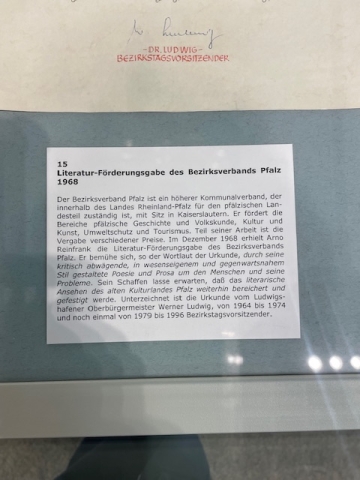 -DR. LUDWIG-
BEZIRKSTAGSVORSITZENDER
15
Literatur-Förderungsgabe des Bezirksverbands Pfalz
1968
Der Bezirksverband Pfalz ist ein höherer Kommunalverband, der
innerhalb des Landes Rheinland-Pfalz für den pfälzischen Lan-
desteil zuständig ist, mit Sitz in Kaiserslautern. Er fördert die
Bereiche pfälzische Geschichte und Volkskunde, Kultur und
Kunst, Umweltschutz und Tourismus. Teil seiner Arbeit ist die
Vergabe verschiedener Preise. Im Dezember 1968 erhielt Arno
Reinfrank die Literatur-Förderungsgabe des Bezirksverbands
Pfalz. Er bemühe sich, so der Wortlaut der Urkunde, durch seine
kritisch abwägende, in wesenseigenem und gegenwartsnahem
Stil gestaltete Poesie und Prosa um den Menschen und seine
Probleme. Sein Schaffen lasse erwarten, daß das literarische
Ansehen des alten Kulturlandes Pfalz weiterhin bereichert und
gefestigt werde. Unterzeichnet ist die Urkunde vom Ludwigs-
hafener Oberbürgermeister Werner Ludwig, von 1964 bis 1974
und noch einmal von 1979 bis 1996 Bezirkstagsvorsitzender.